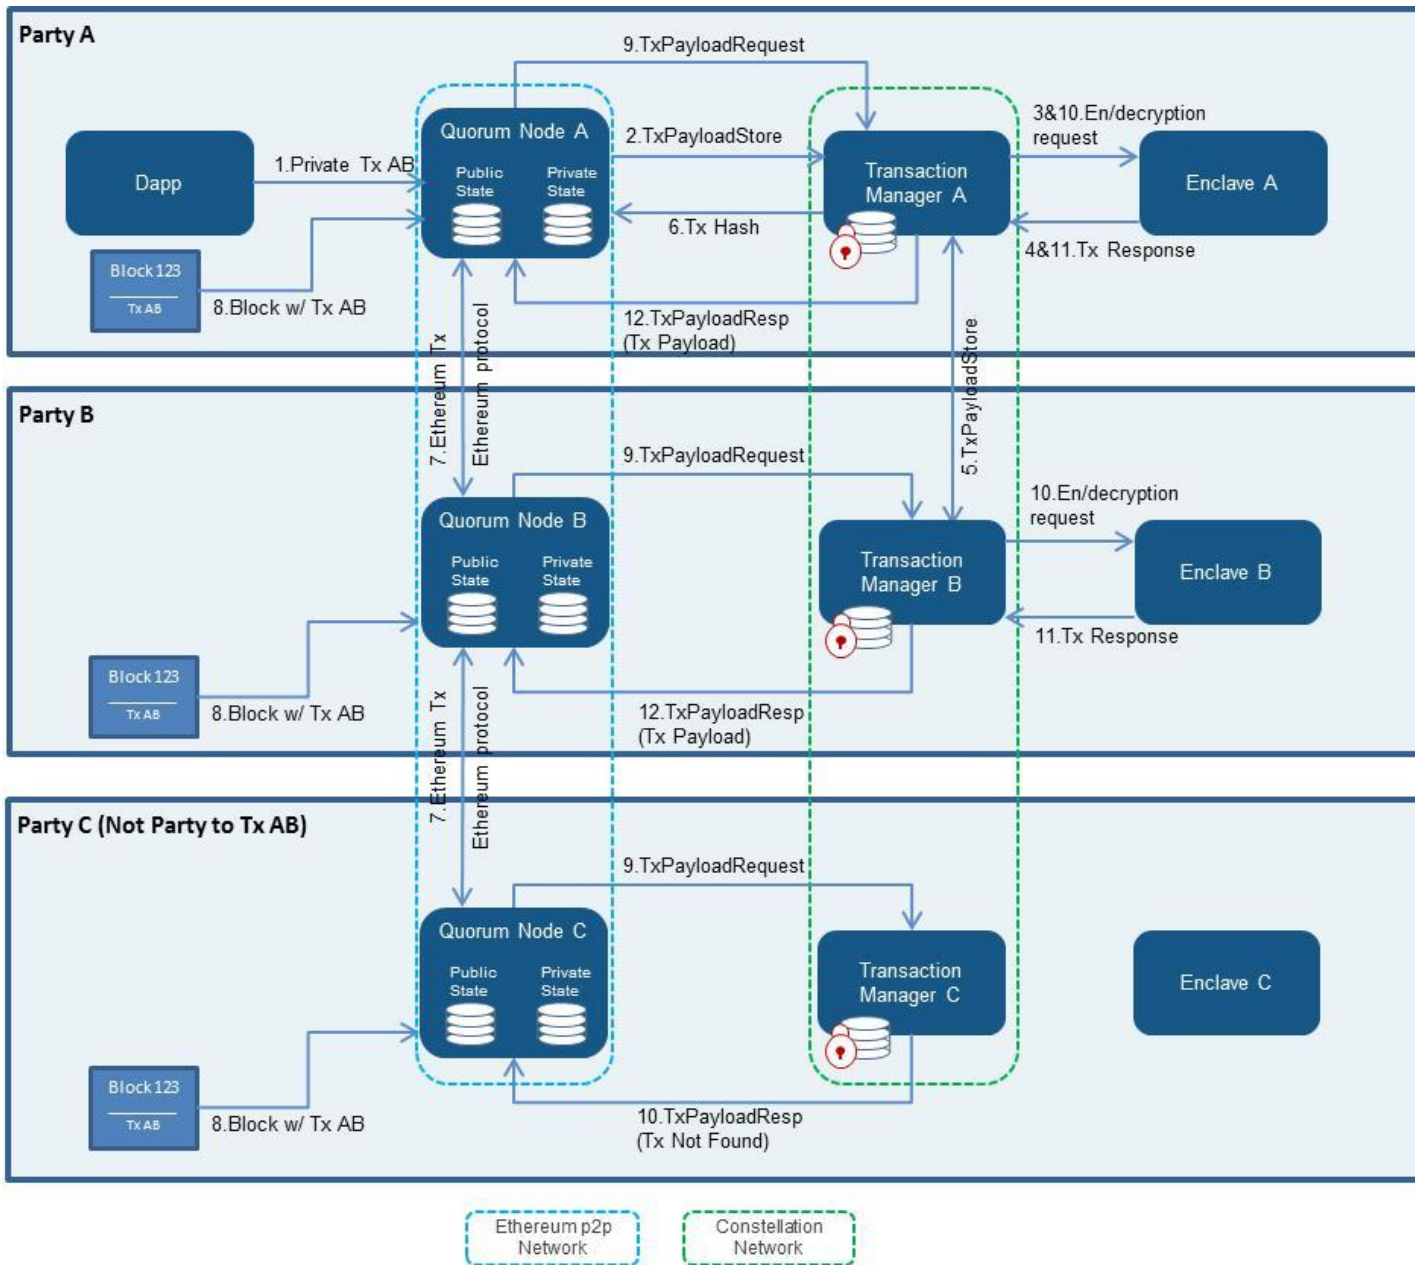 Party A
9.TxPayloadRequest
Quorum Node A
Public
State
Private
State
Dapp
1.Private Tx AB
2.TxPayloadStore
Transaction
Manager A
3&10.En/decryption
request
Enclave A
6.Tx Hash
4&11.Tx Response
Block 123
Tx AB
8.Block w/ Tx AB
12.TxPayloadResp
(Tx Payload)
7.Ethereum Tx
Ethereum protocol
5.TxPayloadStore
Party B
9.TxPayloadRequest
Quorum Node B
Public
State
Private
State
Transaction
Manager B
10.En/decryption
request
Enclave B
11.Tx Response
Block 123
Tx AB
8.Block w/ Tx AB
12.TxPayloadResp
(Tx Payload)
7.Ethereum Tx
Ethereum protocol
Party C (Not Party to Tx AB)
9.TxPayloadRequest
Quorum Node C
Public
State
Private
State
Transaction
Manager C
Enclave C
Block 123
Tx AB
8.Block w/ Tx AB
10.TxPayloadResp
(Tx Not Found)
Ethereum p2p
Network
Constellation
Network